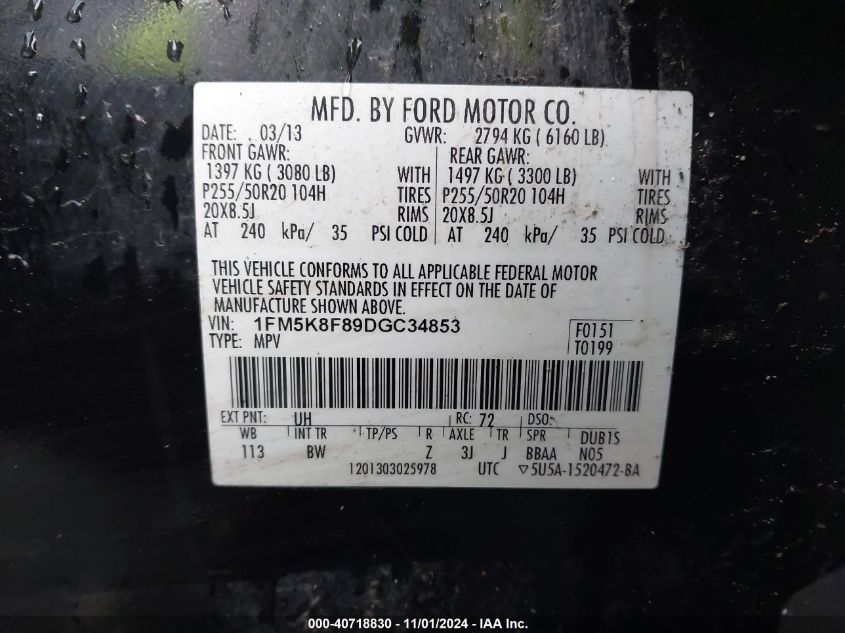 MFD. BY FORD MOTOR CO.
DATE: 03/13 GVWR: 2794 KG ( 6160 LB)
FRONT GAWR: REAR GAWR:
1397 KG ( 3080 LB) WITH 1497 KG ( 3300 LB) WITH
P255/50R20 104H TIRES P255/50R20 104H TIRES
20X8.5J RIMS 20X8.5J RIMS
AT 240 kPa/ 35 PSI COLD AT 240 kPa/ 35 PSI COLD
THIS VEHICLE CONFORMS TO ALL APPLICABLE FEDERAL MOTOR
VEHICLE SAFETY STANDARDS IN EFFECT ON THE DATE OF
MANUFACTURE SHOWN ABOVE.
VIN: 1FM5K8F89DGC34853 F0151
TYPE: MPV T0199
EXT PNT: UH RC: 72 DSO:
WB INT TR TP/PS R AXLE TR SPR DUB1S
113 BW Z 3J J BBAA N05
1201303025978 UTC ▽5U5A-1520472-BA
IAA-40718830 - 11/01/2024 - IAA Inc.